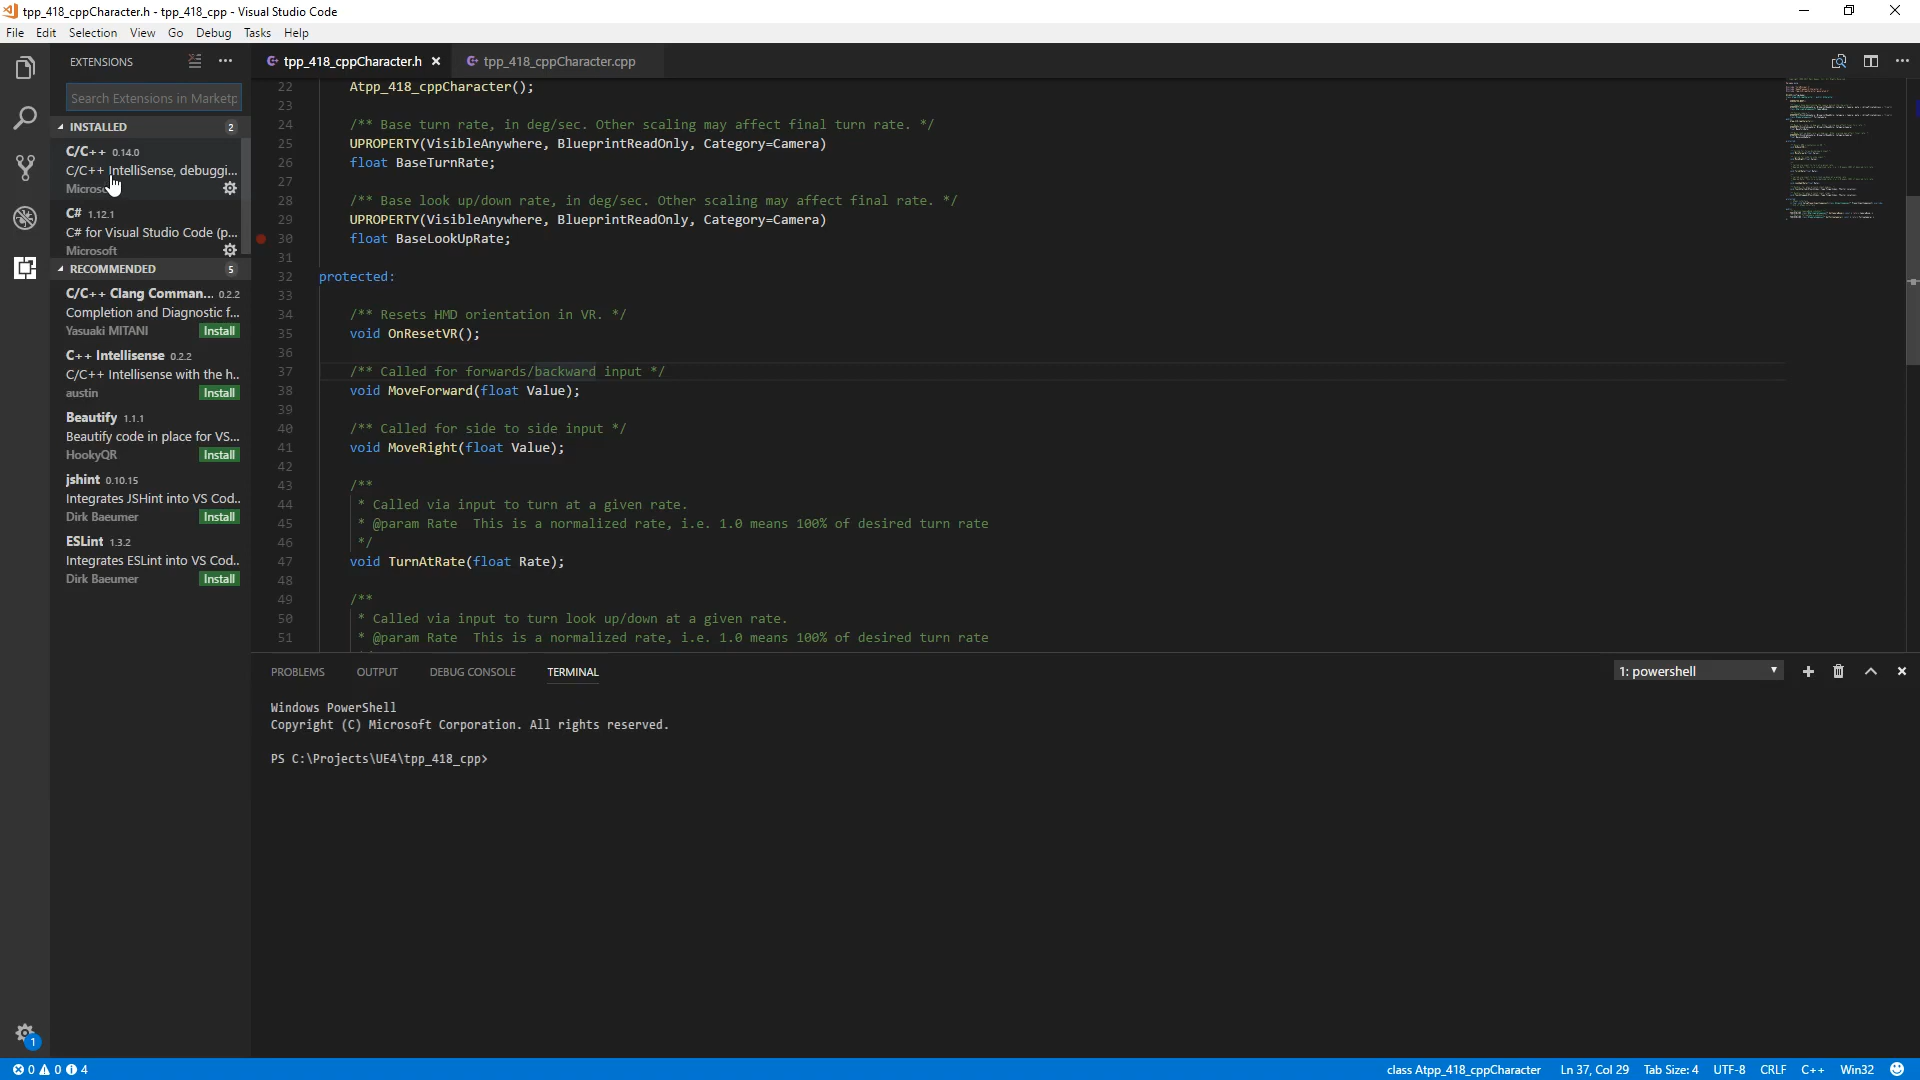 tpp_418_cppCharacter.h - tpp_418_cpp - Visual Studio Code
File Edit Selection View Go Debug Tasks Help
EXTENSIONS
Search Extensions in Marketp
INSTALLED 2
C/C++ 0.14.0
C/C++ IntelliSense, debuggi...
C# 1.12.1
C# for Visual Studio Code (p...
Microsoft
RECOMMENDED 5
C/C++ Clang Comman... 0.2.2
Completion and Diagnostic f...
Yasuaki MITANI Install
C++ Intellisense 0.2.2
C/C++ Intellisense with the h..
austin Install
Beautify 1.1.1
Beautify code in place for VS...
HookyQR Install
jshint 0.10.15
Integrates JSHint into VS Cod..
Dirk Baeumer Install
ESLint 1.3.2
Integrates ESLint into VS Cod..
Dirk Baeumer Install
1
tpp_418_cppCharacter.h tpp_418_cppCharacter.cpp
22 Atpp_418_cppCharacter();
23
24 /** Base turn rate, in deg/sec. Other scaling may affect final turn rate. */
25 UPROPERTY(VisibleAnywhere, BlueprintReadOnly, Category=Camera)
26 float BaseTurnRate;
27
28 /** Base look up/down rate, in deg/sec. Other scaling may affect final rate. */
29 UPROPERTY(VisibleAnywhere, BlueprintReadOnly, Category=Camera)
30 float BaseLookUpRate;
31
32 protected:
33
34 /** Resets HMD orientation in VR. */
35 void OnResetVR();
36
37 /** Called for forwards/backward input */
38 void MoveForward(float Value);
39
40 /** Called for side to side input */
41 void MoveRight(float Value);
42
43 /**
44 * Called via input to turn at a given rate.
45 * @param Rate  This is a normalized rate, i.e. 1.0 means 100% of desired turn rate
46 */
47 void TurnAtRate(float Rate);
48
49 /**
50 * Called via input to turn look up/down at a given rate.
51 * @param Rate  This is a normalized rate, i.e. 1.0 means 100% of desired turn rate
PROBLEMS OUTPUT DEBUG CONSOLE TERMINAL 1: powershell
Windows PowerShell
Copyright (C) Microsoft Corporation. All rights reserved.
PS C:\Projects\UE4\tpp_418_cpp>
0 0 4 class Atpp_418_cppCharacter Ln 37, Col 29 Tab Size: 4 UTF-8 CRLF C++ Win32